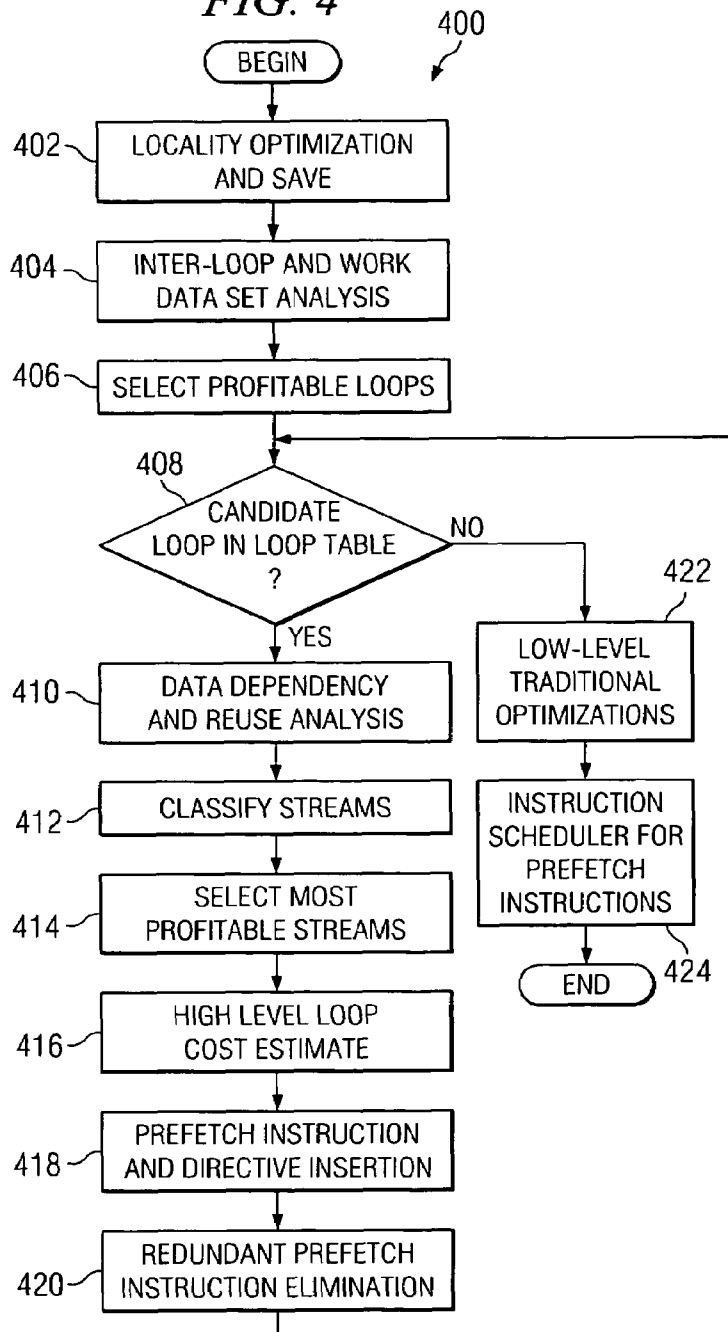 FIG. 4
400
BEGIN
402
LOCALITY OPTIMIZATION
AND SAVE
404
INTER-LOOP AND WORK
DATA SET ANALYSIS
406
SELECT PROFITABLE LOOPS
408
CANDIDATE
LOOP IN LOOP TABLE
?
NO
YES
422
LOW-LEVEL
TRADITIONAL
OPTIMIZATIONS
410
DATA DEPENDENCY
AND REUSE ANALYSIS
412
CLASSIFY STREAMS
INSTRUCTION
SCHEDULER FOR
PREFETCH
INSTRUCTIONS
424
414
SELECT MOST
PROFITABLE STREAMS
END
416
HIGH LEVEL LOOP
COST ESTIMATE
418
PREFETCH INSTRUCTION
AND DIRECTIVE INSERTION
420
REDUNDANT PREFETCH
INSTRUCTION ELIMINATION